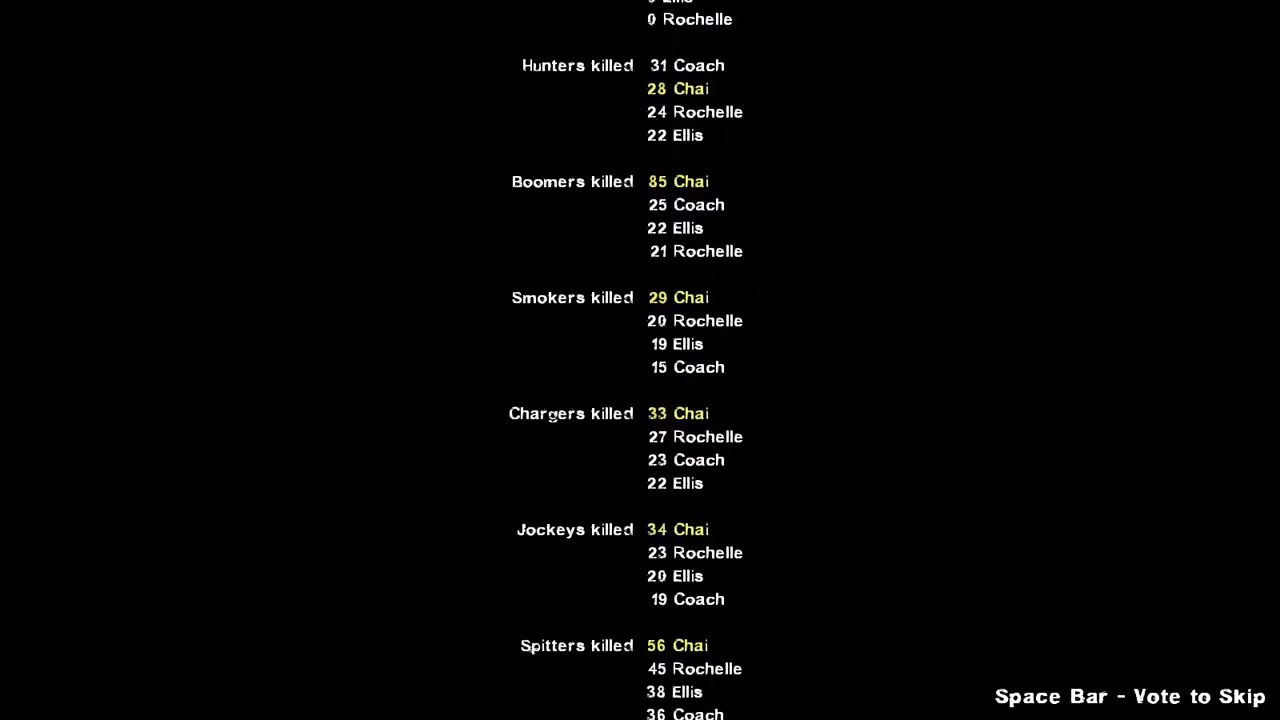 0 Rochelle
Hunters killed 31 Coach
28 Chai
24 Rochelle
22 Ellis
Boomers killed 85 Chai
25 Coach
22 Ellis
21 Rochelle
Smokers killed 29 Chai
20 Rochelle
19 Ellis
15 Coach
Chargers killed 33 Chai
27 Rochelle
23 Coach
22 Ellis
Jockeys killed 34 Chai
23 Rochelle
20 Ellis
19 Coach
Spitters killed 56 Chai
45 Rochelle
38 Ellis
36 Coach
Space Bar - Vote to Skip